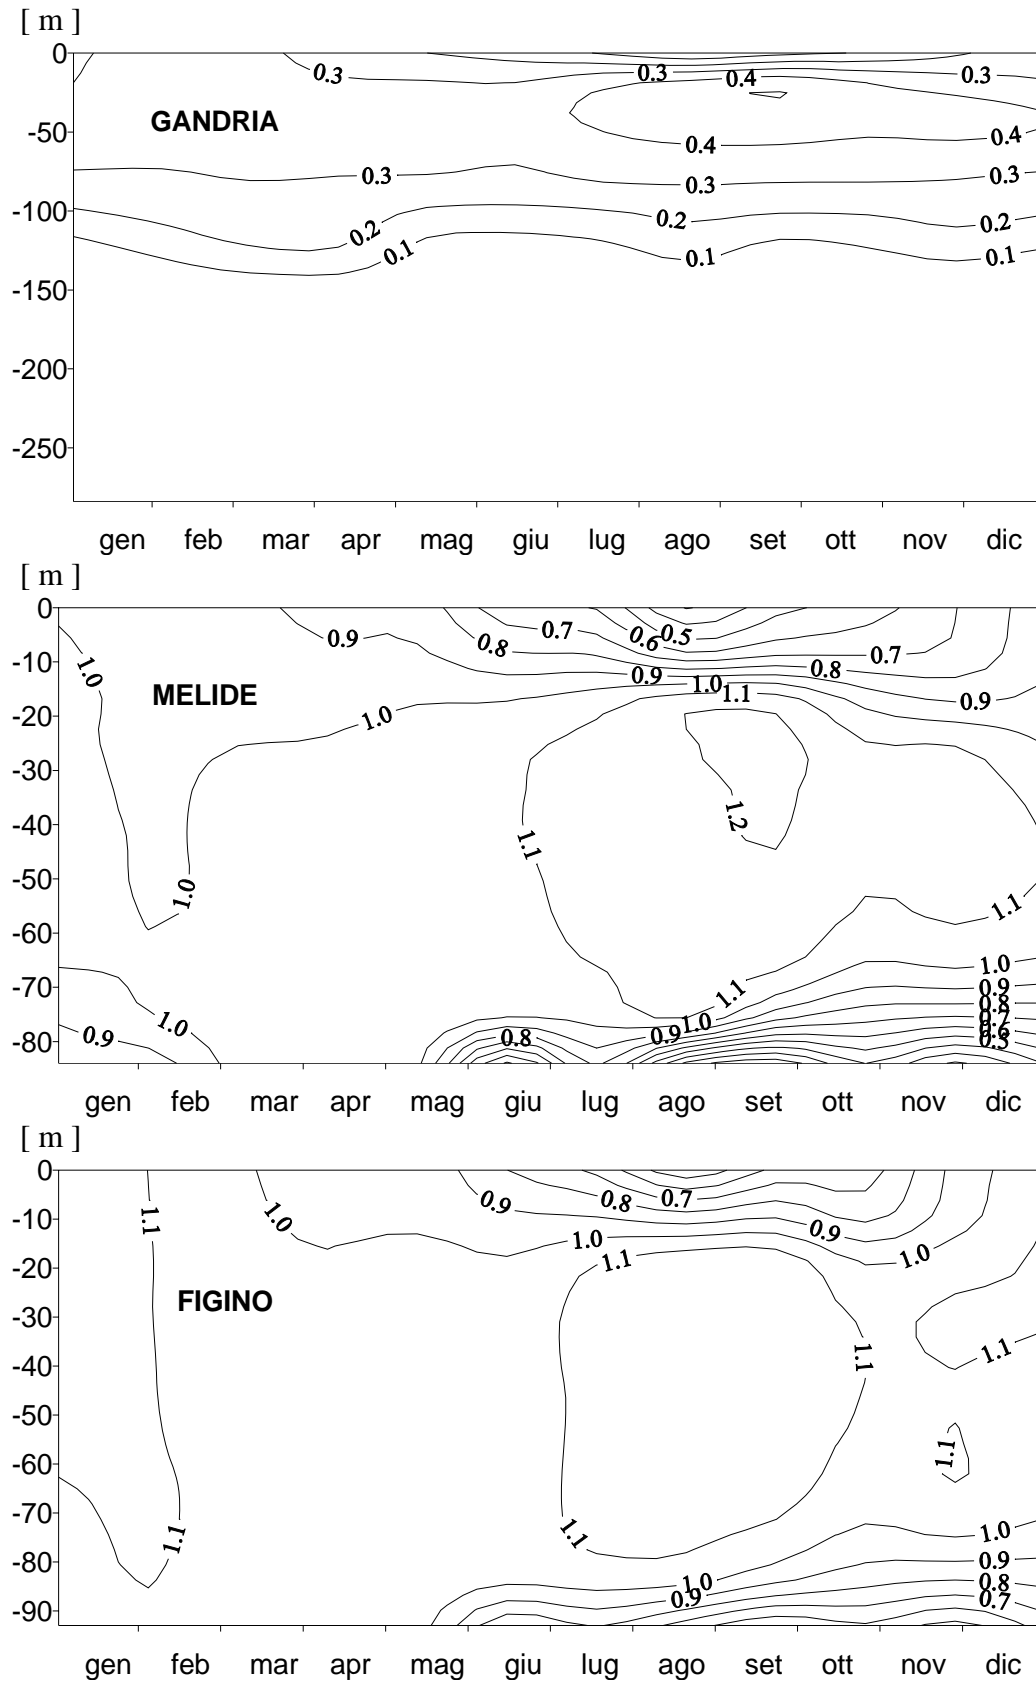 [ m ]
0
0.3 0.3 0.4 0.3
GANDRIA
-50
0.4 0.4
0.3 0.3 0.3
-100
0.2 0.2 0.2
0.1 0.1 0.1
-150
-200
-250
gen feb mar apr mag giu lug ago set ott nov dic
[ m ]
0
0.9 0.8 0.7 0.6 0.5 0.7
-10
1.0 0.9 1.0 1.1 0.8 0.9
MELIDE
-20
1.0
-30
-40
1.1 1.2
-50
1.0 1.1
-60
-70
1.0 1.1 1.0 0.9 0.8 0.7 0.6 0.5
-80
0.9 0.8 0.9 1.0
gen feb mar apr mag giu lug ago set ott nov dic
[ m ]
0
1.1 1.0 0.9 0.8 0.7
-10
1.0 0.9 1.0
-20
1.1
FIGINO
-30
1.1 1.1
-40
-50
1.1
-60
-70
1.1 1.1 1.0
-80
1.0 0.9 0.9 0.8 0.7
-90
gen feb mar apr mag giu lug ago set ott nov dic